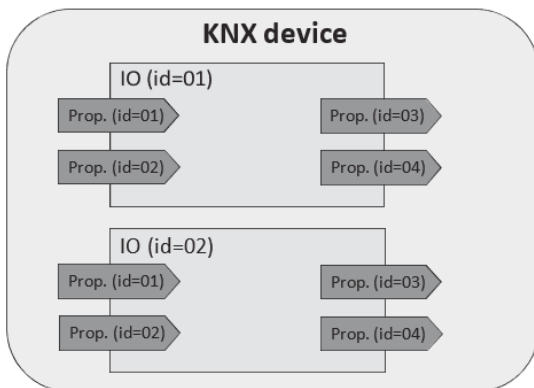 KNX device
IO (id=01)
Prop. (id=01)
Prop. (id=03)
Prop. (id=02)
Prop. (id=04)
IO (id=02)
Prop. (id=01)
Prop. (id=03)
Prop. (id=02)
Prop. (id=04)